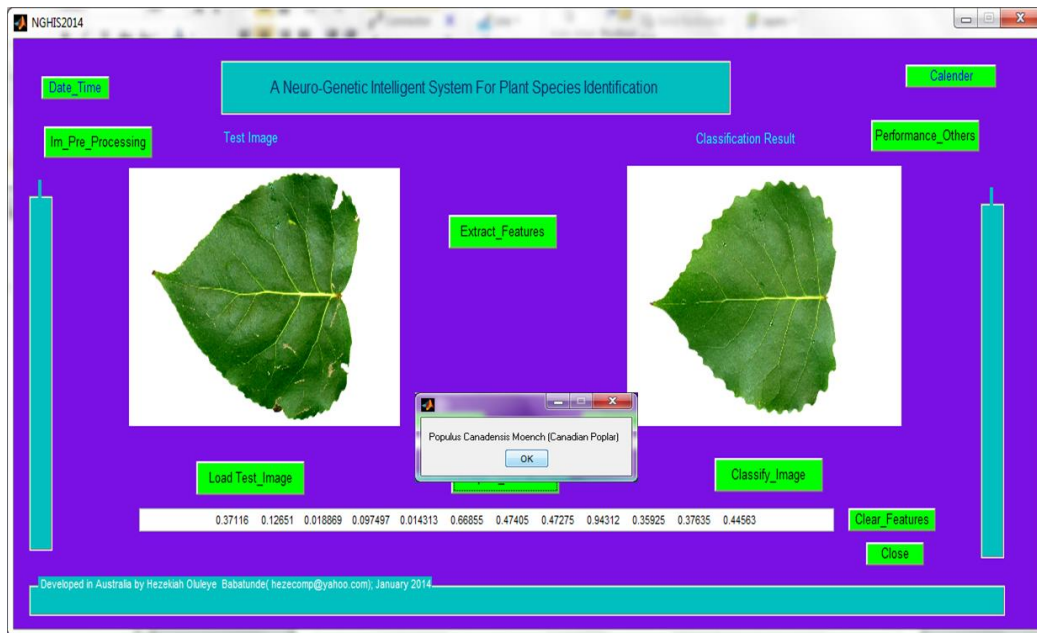 NGHIS2014
Date_Time
A Neuro-Genetic Intelligent System For Plant Species Identification
Calender
Im_Pre_Processing
Test Image
Classification Result
Performance_Others
Extract_Features
Populus Canadensis Moench (Canadian Poplar)
OK
Load Test_Image
Classify_Image
0.37116 0.12651 0.018869 0.097497 0.014313 0.66855 0.47405 0.47275 0.94312 0.35925 0.37635 0.44563
Clear_Features
Close
Developed in Australia by Hezekiah Oluleye Babatunde( hezecomp@yahoo.com); January 2014